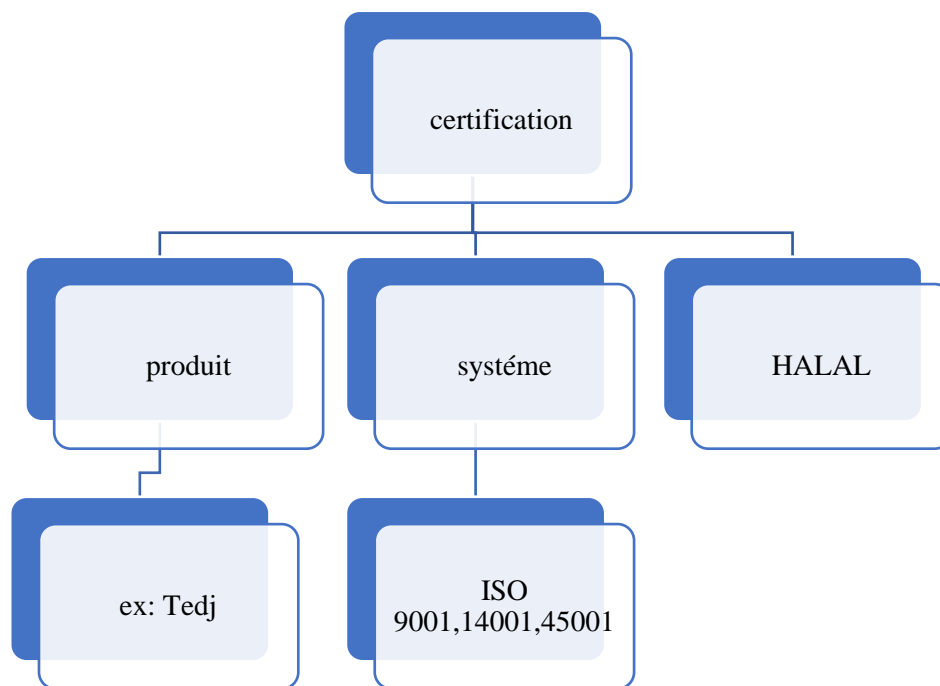 certification
produit
systéme
HALAL
ex: Tedj
ISO
9001,14001,45001